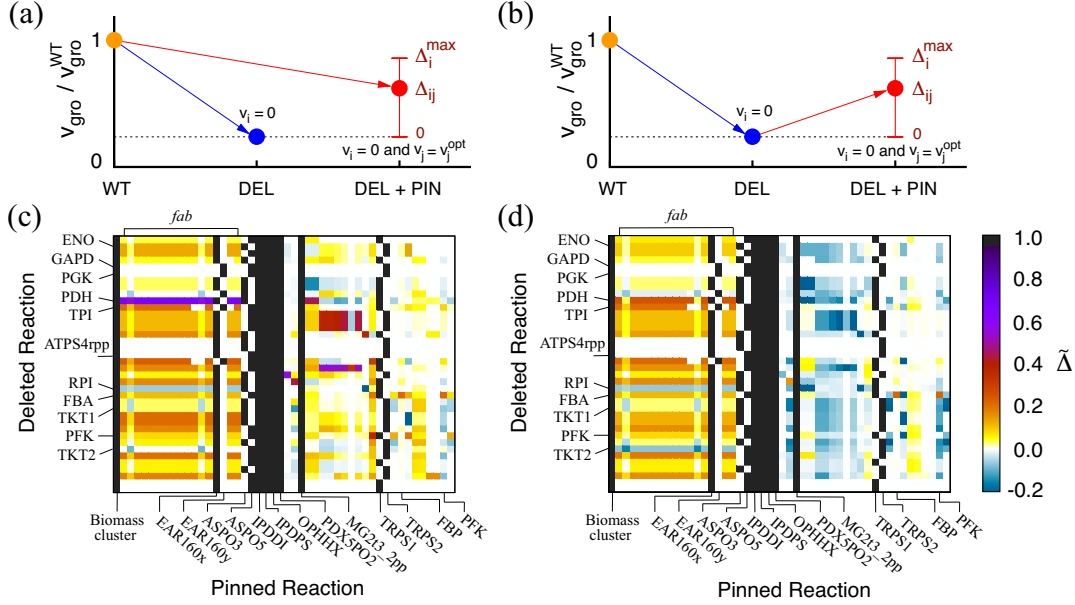 (a)
v_gro / v_gro^WT
1
0
Δ_i^max
Δ_ij
0
v_i = 0
v_i = 0 and v_j = v_j^opt
WT
DEL
DEL + PIN
(b)
v_gro / v_gro^WT
1
0
Δ_i^max
Δ_ij
0
v_i = 0
v_i = 0 and v_j = v_j^opt
WT
DEL
DEL + PIN
(c)
fab
Deleted Reaction
ENO
GAPD
PGK
PDH
TPI
ATPS4rpp
RPI
FBA
TKT1
PFK
TKT2
Biomass
cluster
EAR160x
EAR160y
ASPO3
ASPO5
IPDDI
IPDPS
OPHHX
PDX5PO2
MG2t3_2pp
TRPS1
TRPS2
FBP
PFK
Pinned Reaction
(d)
fab
Deleted Reaction
ENO
GAPD
PGK
PDH
TPI
ATPS4rpp
RPI
FBA
TKT1
PFK
TKT2
Biomass
cluster
EAR160x
EAR160y
ASPO3
ASPO5
IPDDI
IPDPS
OPHHX
PDX5PO2
MG2t3_2pp
TRPS1
TRPS2
FBP
PFK
Pinned Reaction
1.0
0.8
0.6
0.4
0.2
0.0
-0.2
Δ̃